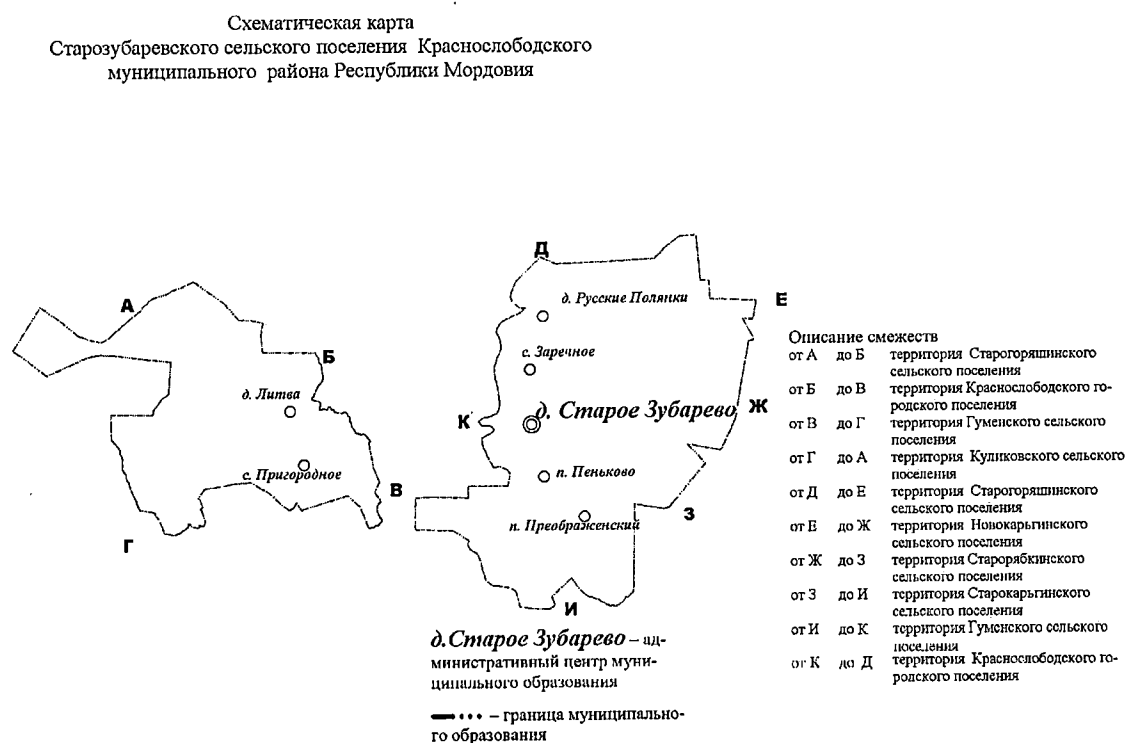 Схематическая карта
Старозубаревского сельского поселения Краснослободского
муниципального района Республики Мордовия
Д
А
д. Русские Полянки
Е
Б
с. Заречное
д. Литва
К
д. Старое Зубарево
Ж
с. Пригородное
п. Пеньково
В
п. Преображенский
З
Г
И
Описание смежеств
от А до Б территория Старогоряшинского
сельского поселения
от Б до В территория Краснослободского го-
родского поселения
от В до Г территория Гуменского сельского
поселения
от Г до А территория Куликовского сельского
поселения
от Д до Е территория Старогоряшинского
сельского поселения
от Е до Ж территория Новокарьгинского
сельского поселения
от Ж до З территория Старорябкинского
сельского поселения
от З до И территория Старокарьгинского
сельского поселения
от И до К территория Гуменского сельского
поселения
от К до Д территория Краснослободского го-
родского поселения
д.Старое Зубарево – ад-
министративный центр муни-
ципального образования
– граница муниципально-
го образования